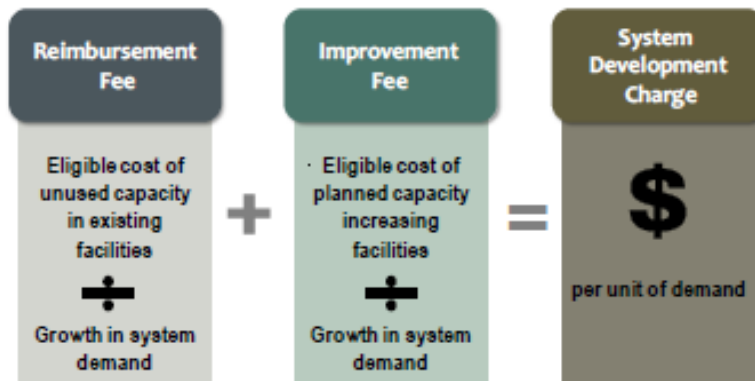 Reimbursement
Fee
Eligible cost of
unused capacity
in existing
facilities
÷
Growth in system
demand
+
Improvement
Fee
· Eligible cost of
planned capacity
increasing
facilities
÷
Growth in system
demand
=
System
Development
Charge
$
per unit of demand